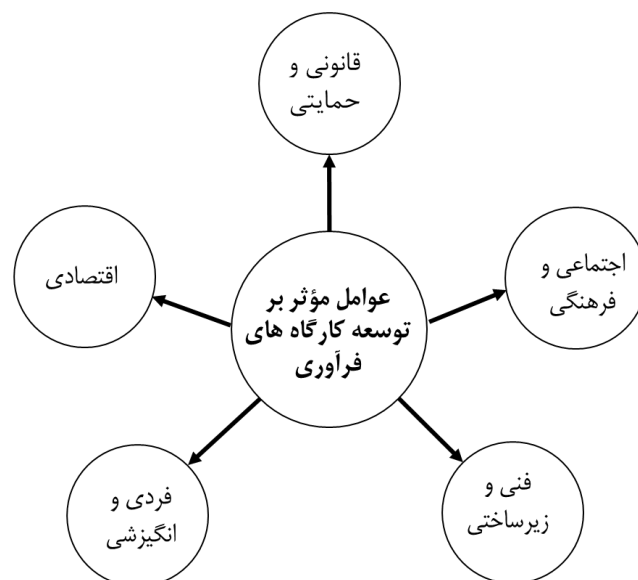 قانونی و
حمایتی
اجتماعی و
فرهنگی
اقتصادی
عوامل مؤثر بر
توسعه کارگاه های
فرآوری
فنی و
زیرساختی
فردی و
انگیزشی